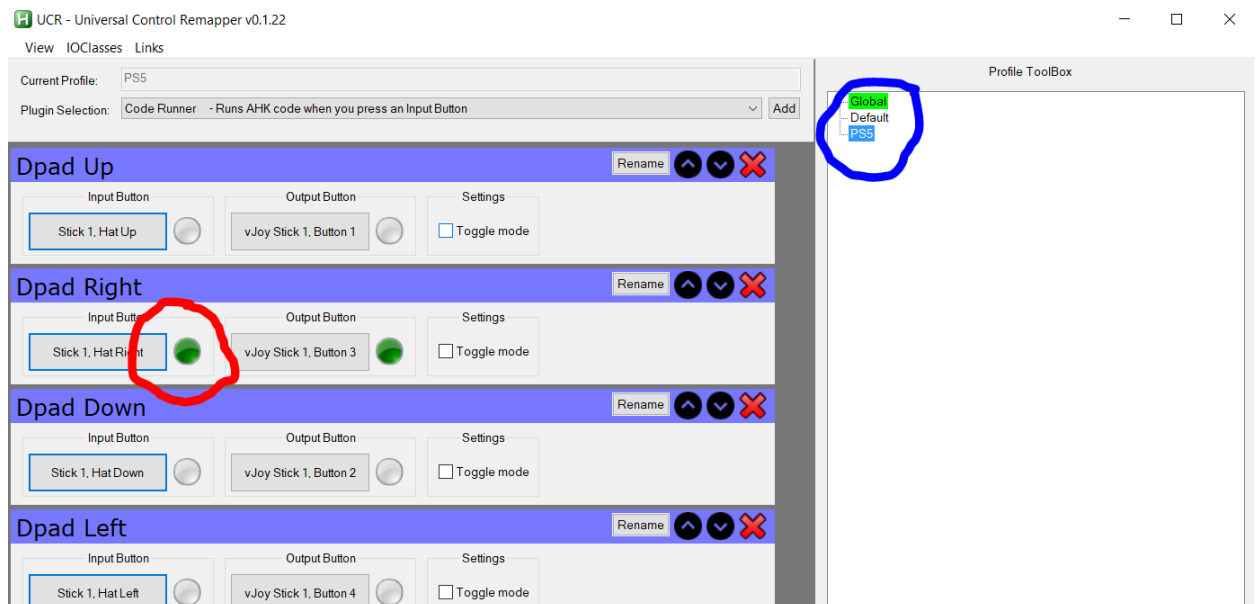 UCR - Universal Control Remapper v0.1.22
View IOClasses Links
Current Profile: PS5
Plugin Selection: Code Runner - Runs AHK code when you press an Input Button Add
Dpad Up Rename
Input Button Output Button Settings
Stick 1, Hat Up vJoy Stick 1, Button 1 Toggle mode
Dpad Right Rename
Input Button Output Button Settings
Stick 1, Hat Right vJoy Stick 1, Button 3 Toggle mode
Dpad Down Rename
Input Button Output Button Settings
Stick 1, Hat Down vJoy Stick 1, Button 2 Toggle mode
Dpad Left Rename
Input Button Output Button Settings
Stick 1, Hat Left vJoy Stick 1, Button 4 Toggle mode
Profile ToolBox
Global
Default
PS5